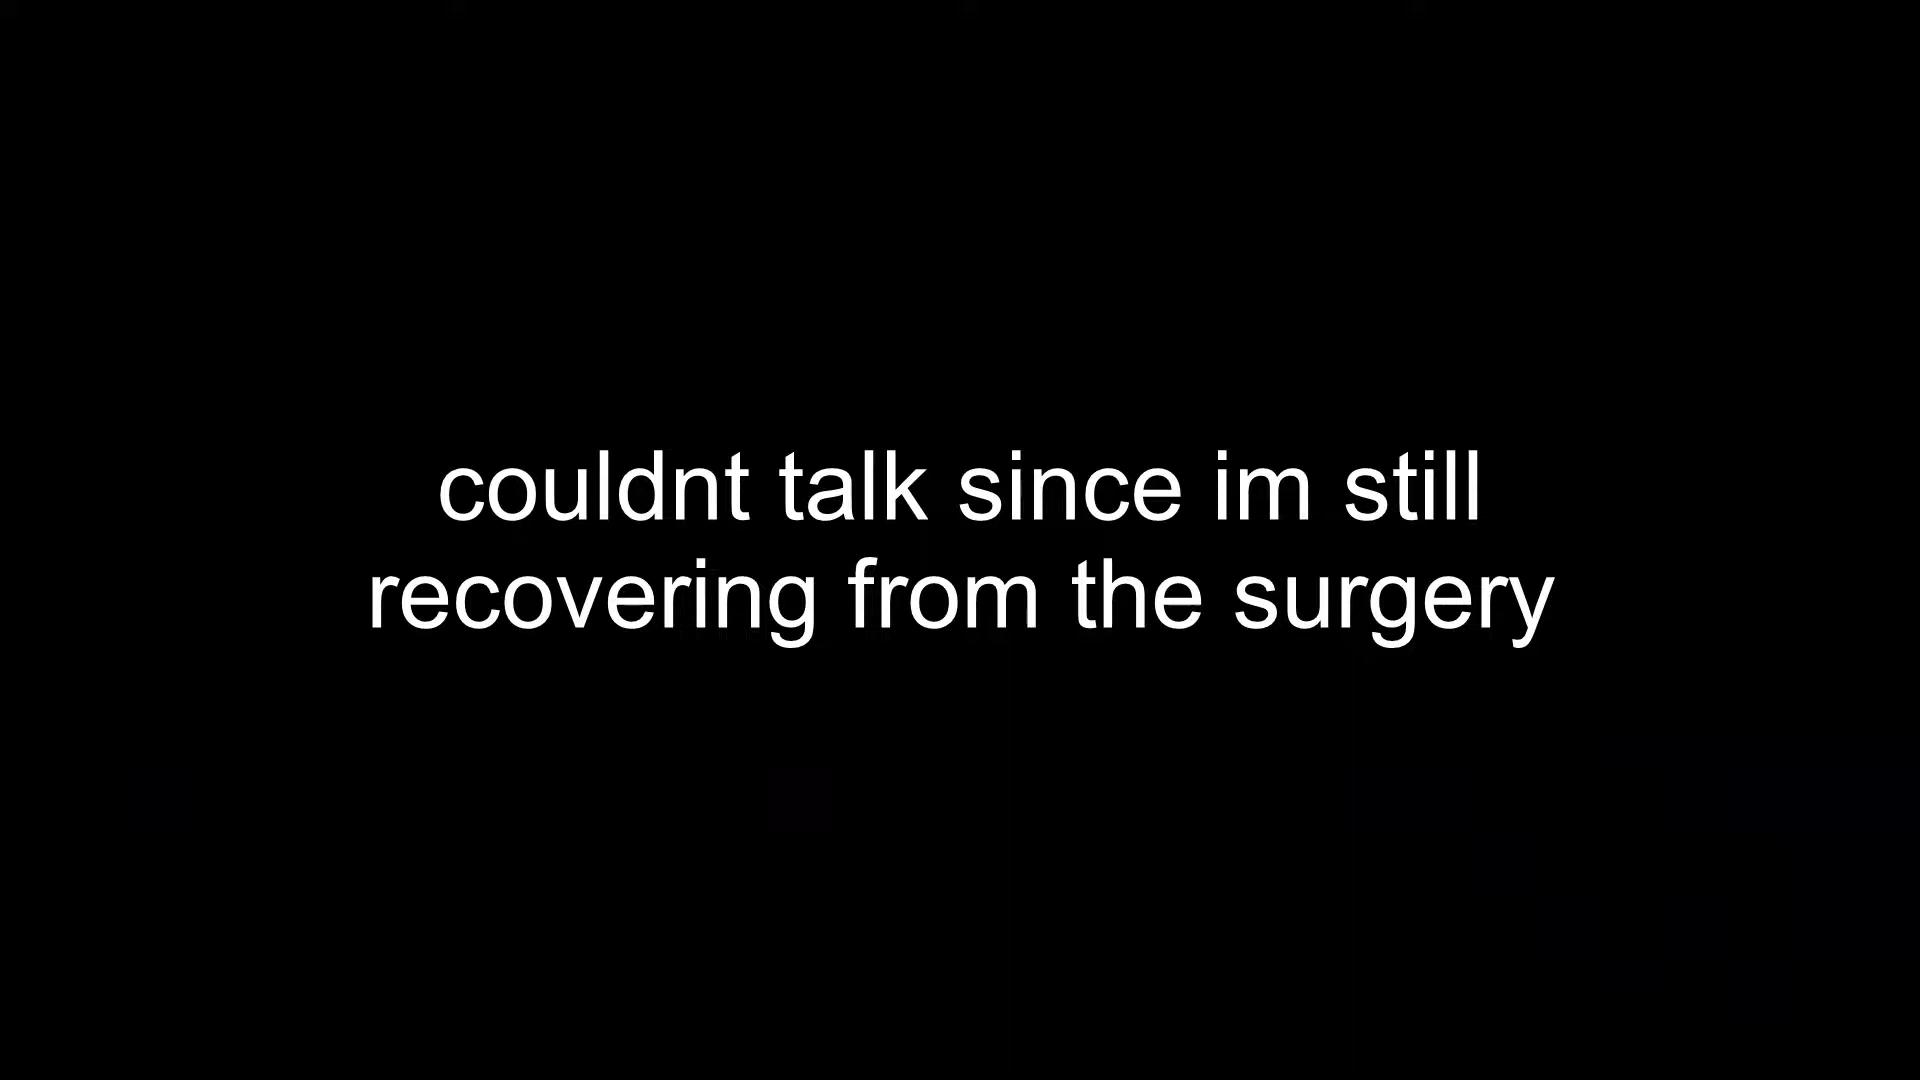 couldnt talk since im still
recovering from the surgery